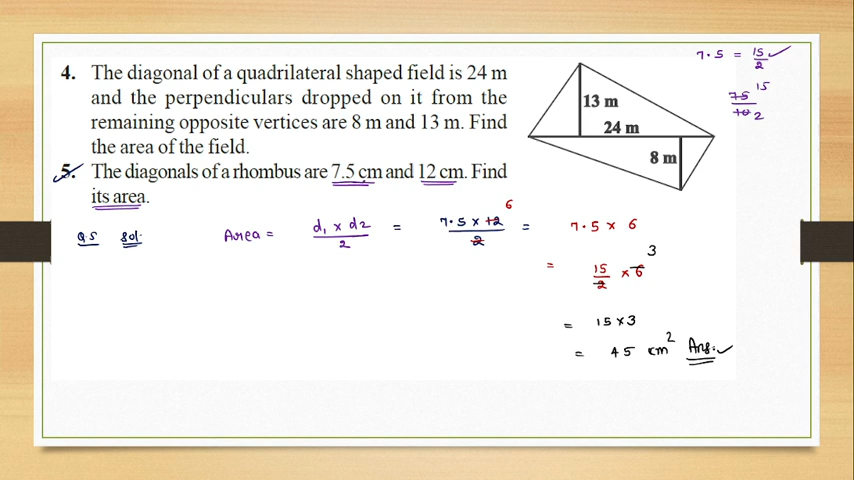 4. The diagonal of a quadrilateral shaped field is 24 m
and the perpendiculars dropped on it from the
remaining opposite vertices are 8 m and 13 m. Find
the area of the field.
5. The diagonals of a rhombus are 7.5 cm and 12 cm. Find
its area.
13 m
24 m
8 m
7.5 = 15/2 ✓
75/10 15 2
Q.5 Sol. Area = d₁ x d2/2 = 7.5 x 12/2 6 = 7.5 x 6
= 15/2 x 6 3
= 15 x 3
= 45 cm² Ans. ✓